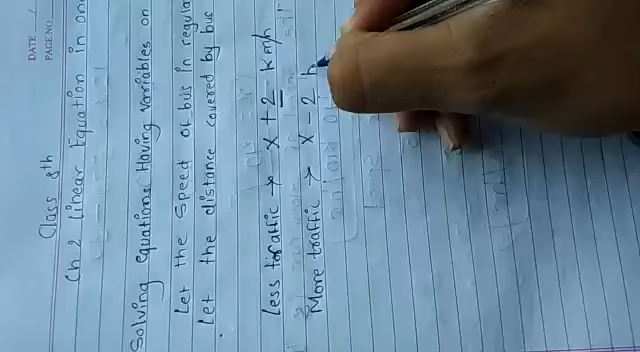 DATE
PAGE NO.
Class 8th
Ch 2 Linear Equation in one
Solving Equations Having Variables on
Let the Speed of bus in regula
Let the distance covered by bus
Less traffic → x + 2 Km/h
More traffic → x - 2